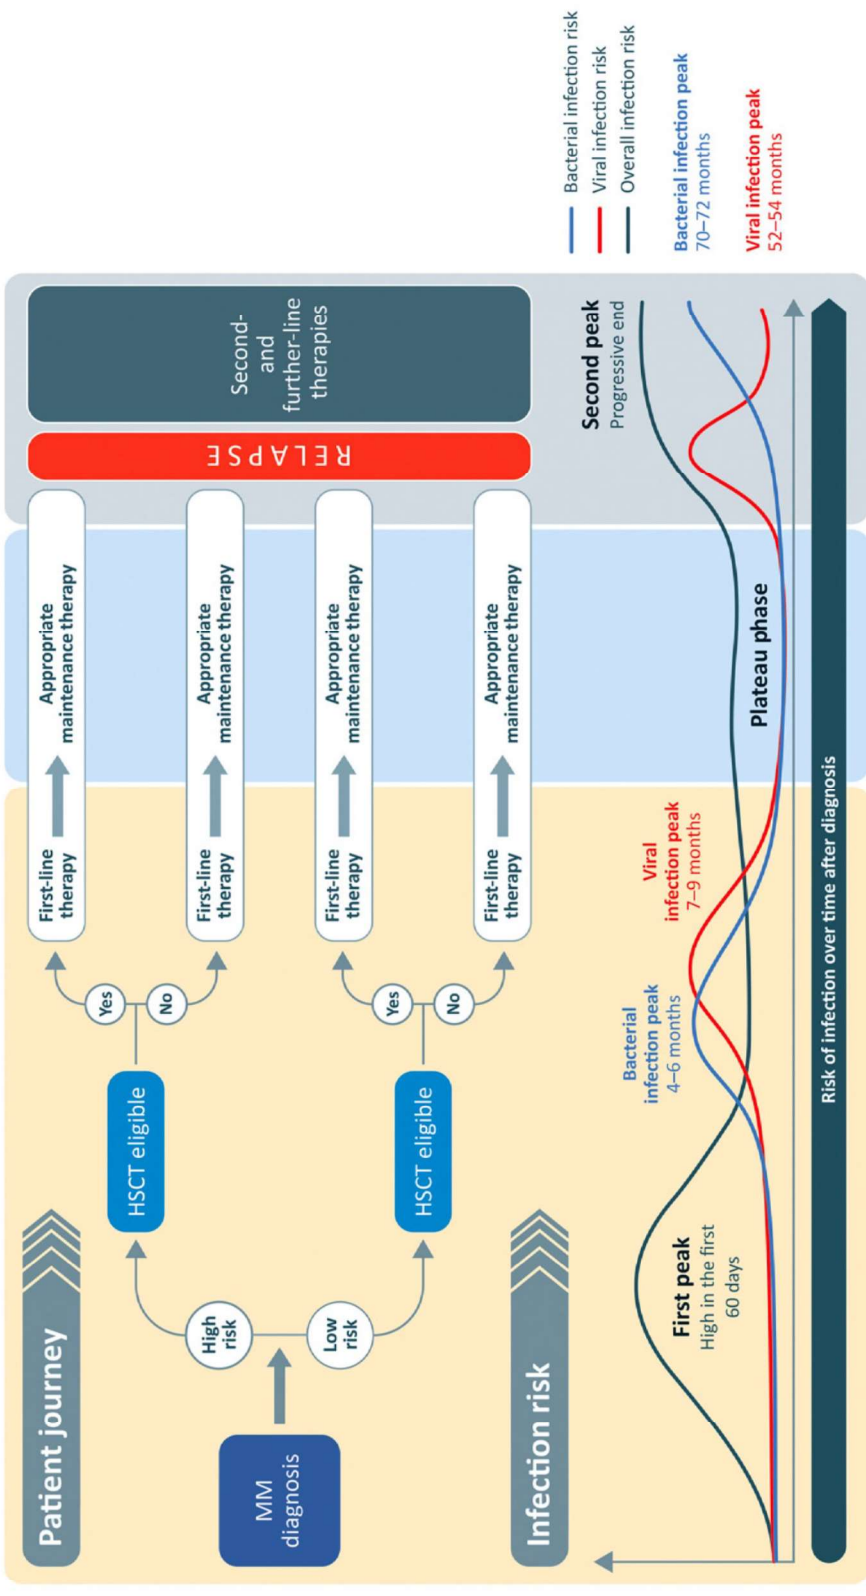 Patient journey
MM
diagnosis
High
risk
Low
risk
HSCT eligible
HSCT eligible
Yes
No
Yes
No
First-line
therapy
Appropriate
maintenance therapy
First-line
therapy
Appropriate
maintenance therapy
First-line
therapy
Appropriate
maintenance therapy
First-line
therapy
Appropriate
maintenance therapy
RELAPSE
Second-
and
further-line
therapies
Infection risk
First peak
High in the first
60 days
Bacterial
infection peak
4–6 months
Viral
infection peak
7–9 months
Plateau phase
Second peak
Progressive end
Bacterial infection risk
Viral infection risk
Overall infection risk
Bacterial infection peak
70–72 months
Viral infection peak
52–54 months
Risk of infection over time after diagnosis